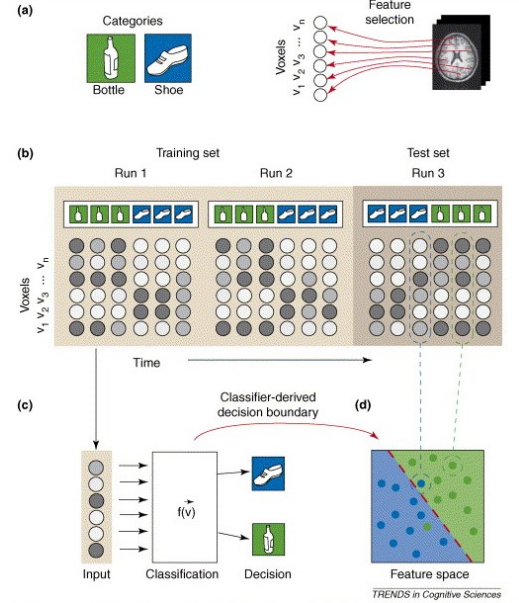 (a)
Categories
Bottle
Shoe
Feature
selection
Voxels
v1 v2 v3 ... vn
(b)
Training set
Test set
Run 1
Run 2
Run 3
Voxels
v1 v2 v3 ... vn
Time
(c)
Classifier-derived
decision boundary
(d)
f(v)
Input
Classification
Decision
Feature space
TRENDS in Cognitive Sciences